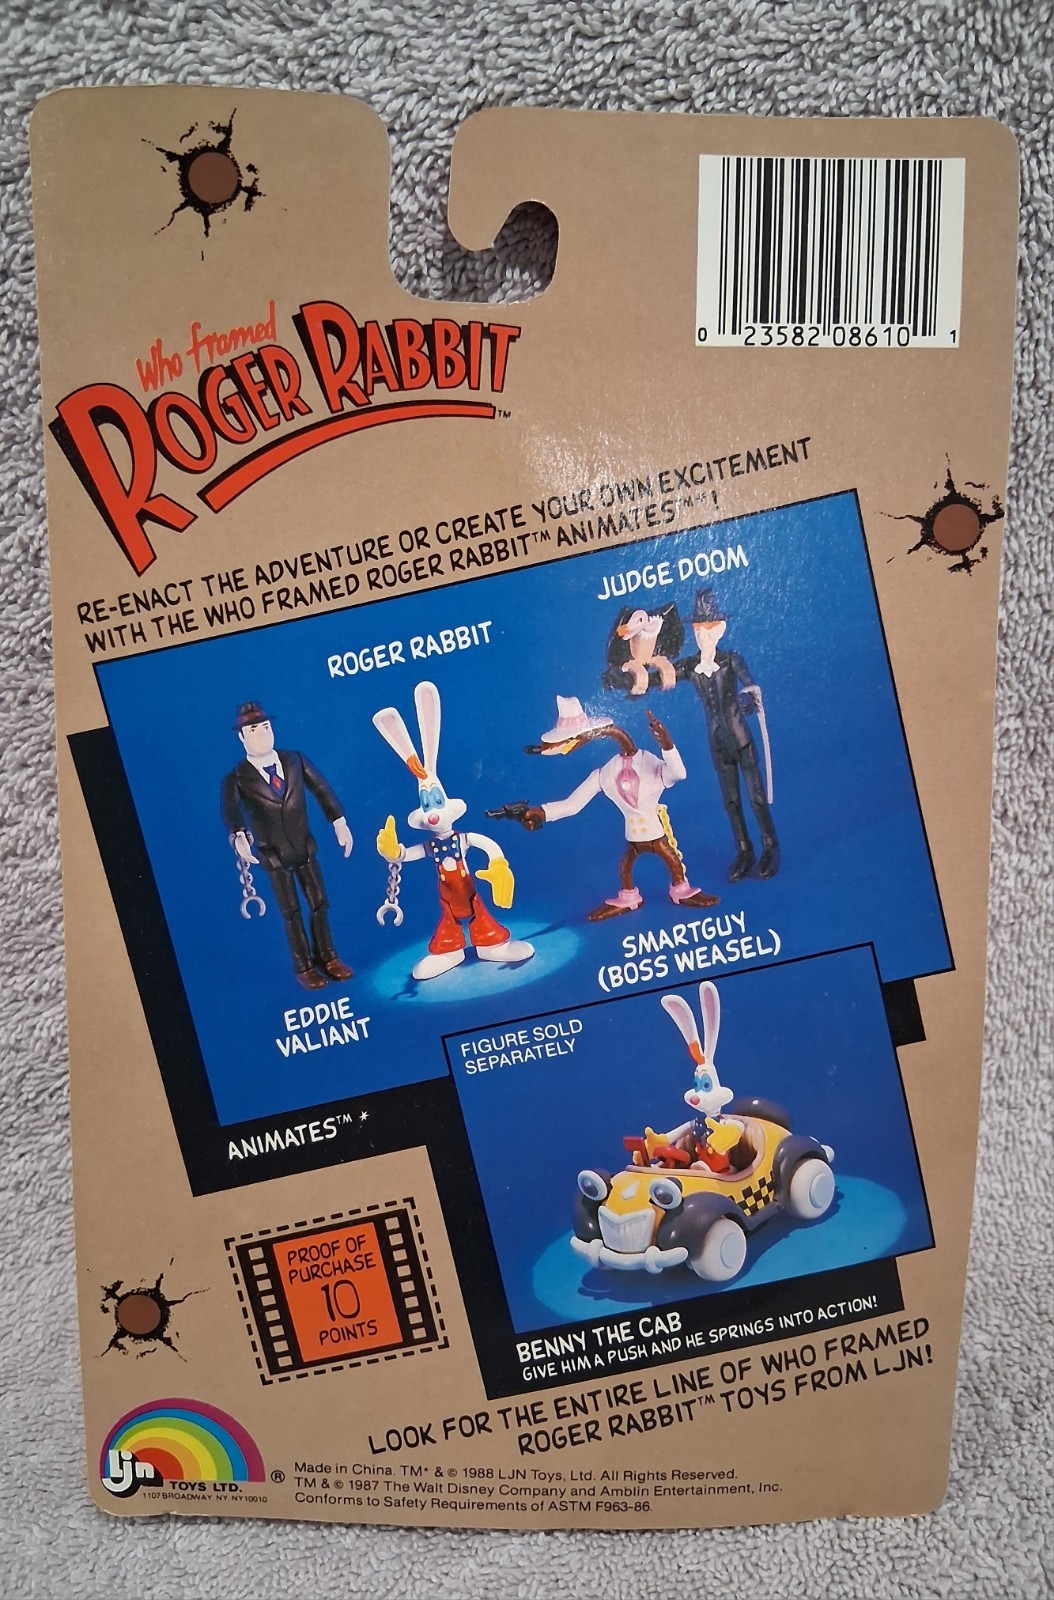 0 23582 08610 1
Who framed
ROGER RABBIT™
RE-ENACT THE ADVENTURE OR CREATE YOUR OWN EXCITEMENT
WITH THE WHO FRAMED ROGER RABBIT™ ANIMATES™*!
JUDGE DOOM
ROGER RABBIT
SMARTGUY
(BOSS WEASEL)
EDDIE
VALIANT
FIGURE SOLD
SEPARATELY
ANIMATES™ *
PROOF OF
PURCHASE
10
POINTS
BENNY THE CAB
GIVE HIM A PUSH AND HE SPRINGS INTO ACTION!
LOOK FOR THE ENTIRE LINE OF WHO FRAMED
ROGER RABBIT™ TOYS FROM LJN!
ljn
TOYS LTD.
1107 BROADWAY, NY NY 10010
®
Made in China. TM* & © 1988 LJN Toys, Ltd. All Rights Reserved.
TM & © 1987 The Walt Disney Company and Amblin Entertainment, Inc.
Conforms to Safety Requirements of ASTM F963-86.